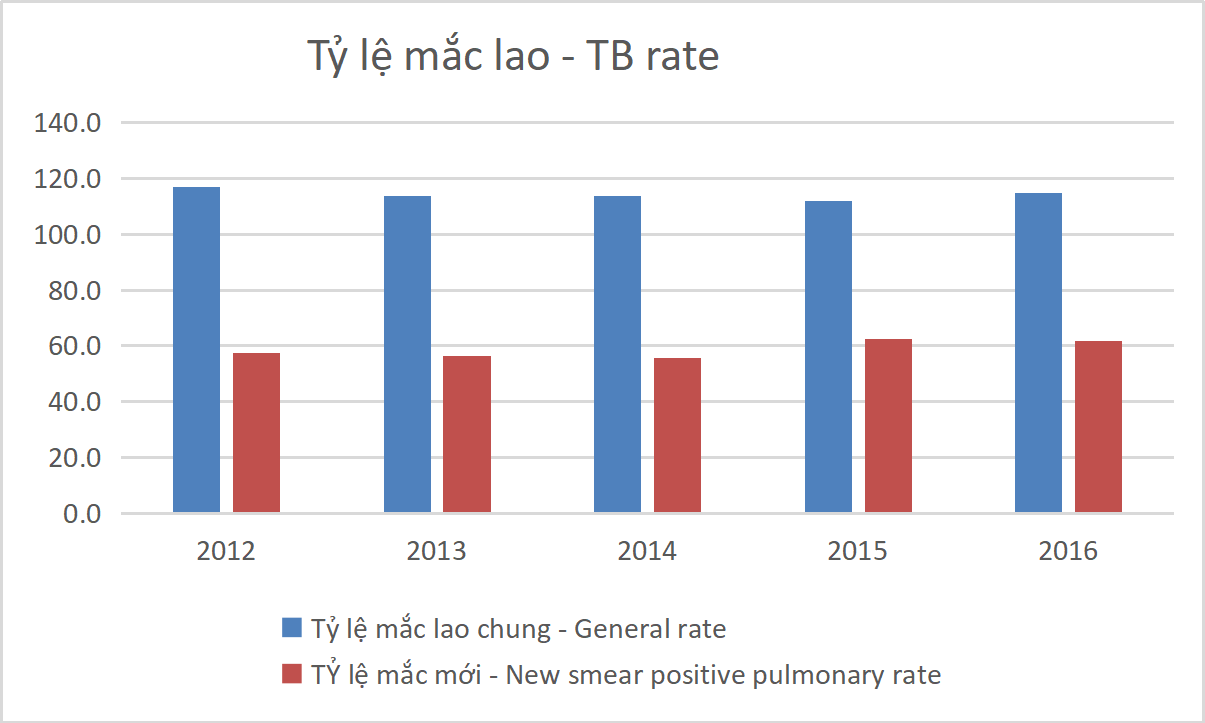 Tỷ lệ mắc lao - TB rate
140.0
120.0
100.0
80.0
60.0
40.0
20.0
0.0
2012 2013 2014 2015 2016
Tỷ lệ mắc lao chung - General rate
TỶ lệ mắc mới - New smear positive pulmonary rate